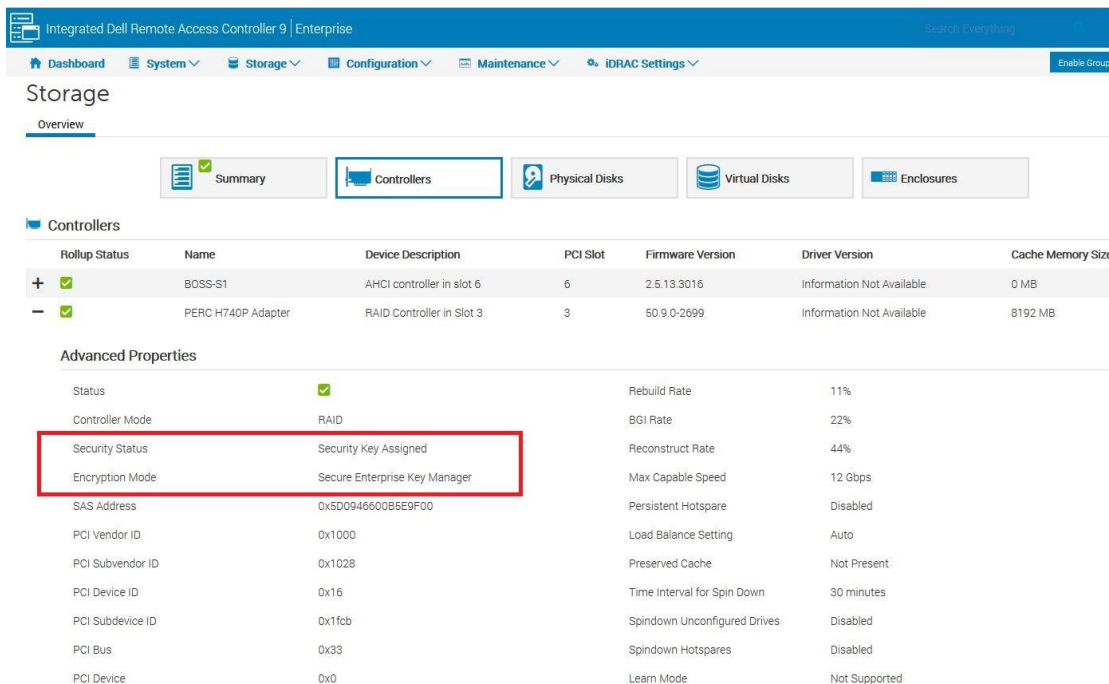 Integrated Dell Remote Access Controller 9 | Enterprise Search Everything
Dashboard System Storage Configuration Maintenance iDRAC Settings Enable Group
Storage
Overview
Summary Controllers Physical Disks Virtual Disks Enclosures
Controllers
Rollup Status Name Device Description PCI Slot Firmware Version Driver Version Cache Memory Size
+ BOSS-S1 AHCI controller in slot 6 6 2.5.13.3016 Information Not Available 0 MB
− PERC H740P Adapter RAID Controller in Slot 3 3 50.9.0-2699 Information Not Available 8192 MB
Advanced Properties
Status Rebuild Rate 11%
Controller Mode RAID BGI Rate 22%
Security Status Security Key Assigned Reconstruct Rate 44%
Encryption Mode Secure Enterprise Key Manager Max Capable Speed 12 Gbps
SAS Address 0x5D0946600B5E9F00 Persistent Hotspare Disabled
PCI Vendor ID 0x1000 Load Balance Setting Auto
PCI Subvendor ID 0x1028 Preserved Cache Not Present
PCI Device ID 0x16 Time Interval for Spin Down 30 minutes
PCI Subdevice ID 0x1fcb Spindown Unconfigured Drives Disabled
PCI Bus 0x33 Spindown Hotspares Disabled
PCI Device 0x0 Learn Mode Not Supported